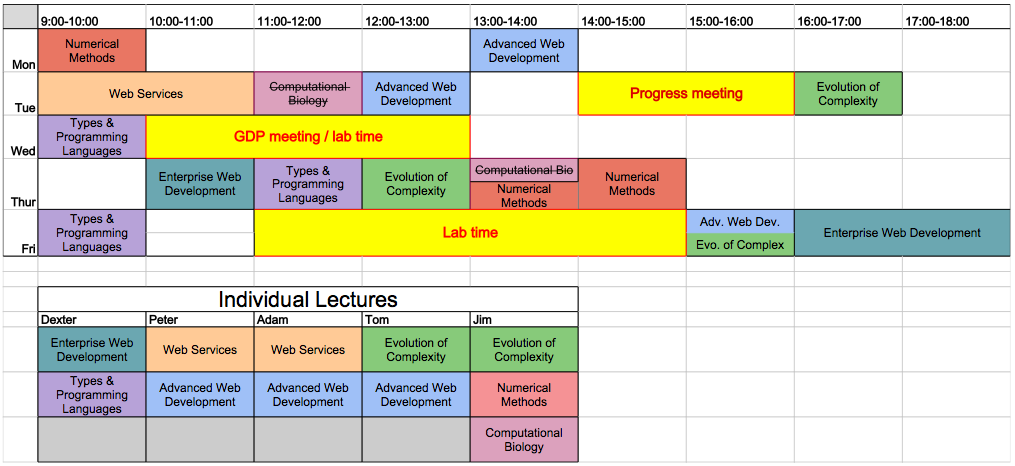 9:00-10:00 10:00-11:00 11:00-12:00 12:00-13:00 13:00-14:00 14:00-15:00 15:00-16:00 16:00-17:00 17:00-18:00
Mon
Numerical
Methods
Advanced Web
Development
Tue
Web Services
Computational
Biology
Advanced Web
Development
Progress meeting
Evolution of
Complexity
Wed
Types &
Programming
Languages
GDP meeting / lab time
Thur
Enterprise Web
Development
Types &
Programming
Languages
Evolution of
Complexity
Computational Bio
Numerical
Methods
Numerical
Methods
Fri
Types &
Programming
Languages
Lab time
Adv. Web Dev.
Evo. of Complex
Enterprise Web Development
Individual Lectures
Dexter Peter Adam Tom Jim
Enterprise Web
Development
Web Services
Web Services
Evolution of
Complexity
Evolution of
Complexity
Types &
Programming
Languages
Advanced Web
Development
Advanced Web
Development
Advanced Web
Development
Numerical
Methods
Computational
Biology